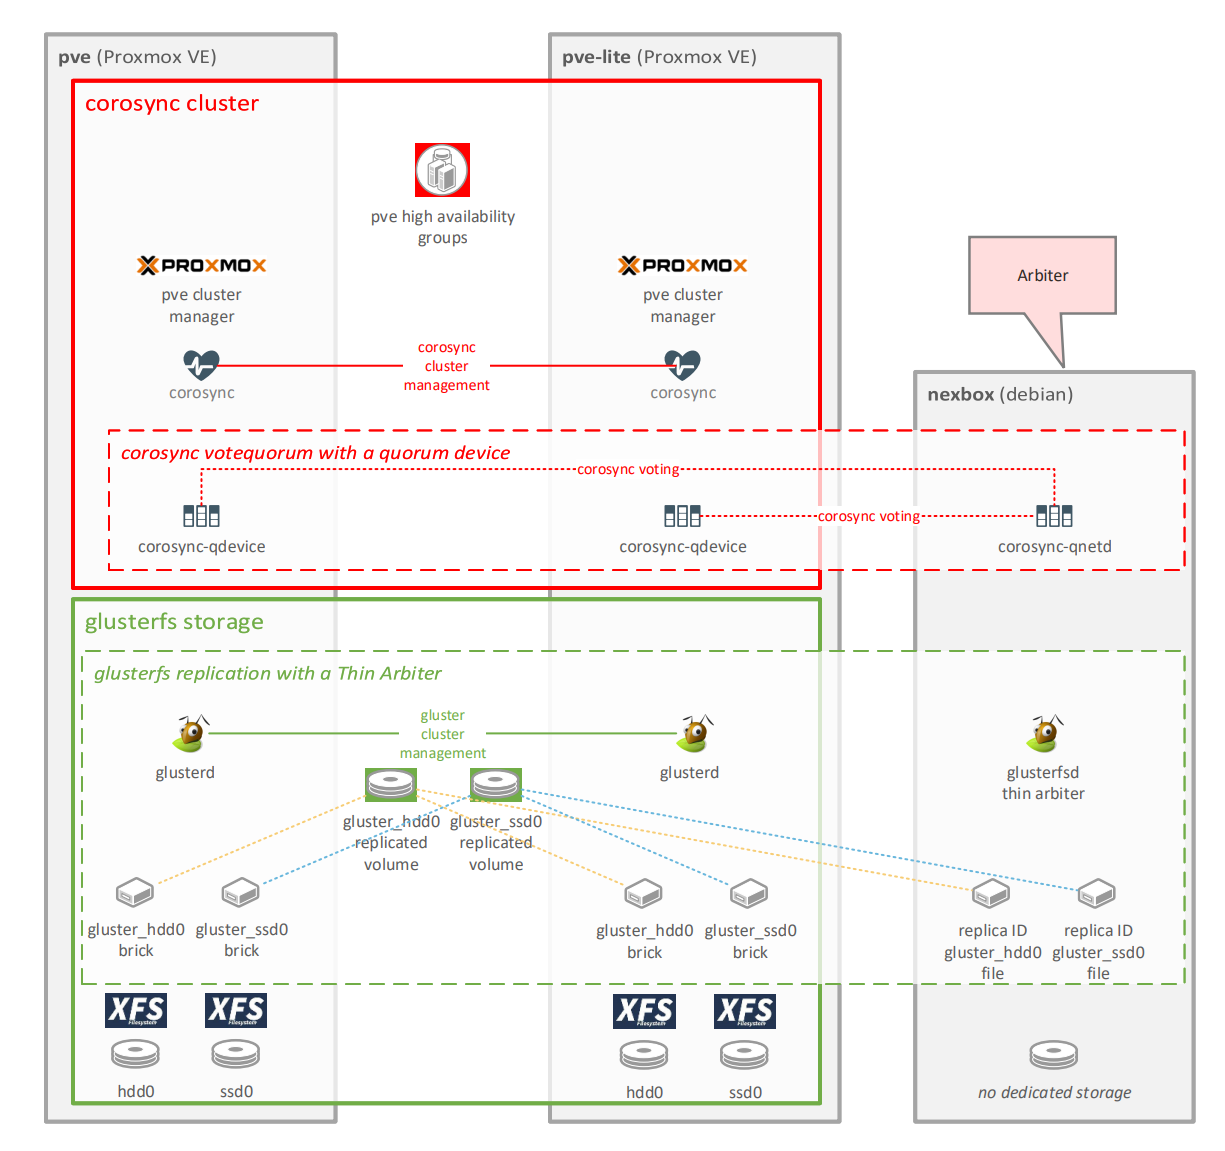 pve (Proxmox VE)
pve-lite (Proxmox VE)
corosync cluster
pve high availability
groups
Arbiter
PROXMOX
pve cluster
manager
PROXMOX
pve cluster
manager
corosync
cluster
management
corosync
corosync
nexbox (debian)
corosync votequorum with a quorum device
corosync voting
corosync voting
corosync-qdevice
corosync-qdevice
corosync-qnetd
glusterfs storage
glusterfs replication with a Thin Arbiter
gluster
cluster
management
glusterd
glusterd
glusterfsd
thin arbiter
gluster_hdd0
replicated
volume
gluster_ssd0
replicated
volume
gluster_hdd0
brick
gluster_ssd0
brick
gluster_hdd0
brick
gluster_ssd0
brick
replica ID
gluster_hdd0
file
replica ID
gluster_ssd0
file
XFS
Filesystem
XFS
Filesystem
XFS
Filesystem
XFS
Filesystem
hdd0
ssd0
hdd0
ssd0
no dedicated storage